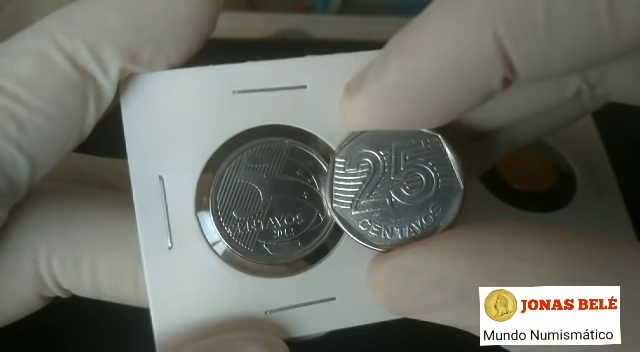 CENTAVOS
25
CENTAVOS
JONAS BELÉ
Mundo Numismático